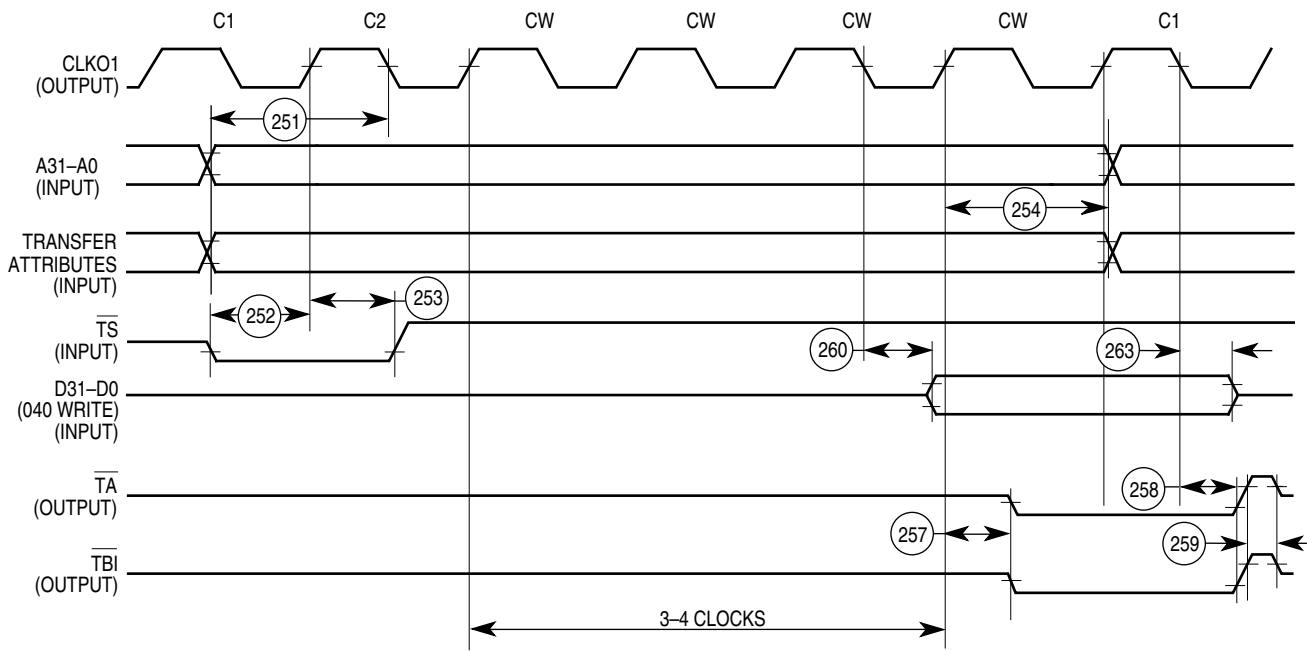 C1 C2 CW CW CW CW C1
CLKO1
(OUTPUT)
251
A31–A0
(INPUT)
254
TRANSFER
ATTRIBUTES
(INPUT)
252
253
TS
(INPUT)
260
263
D31–D0
(040 WRITE)
(INPUT)
TA
(OUTPUT)
258
257
259
TBI
(OUTPUT)
3–4 CLOCKS